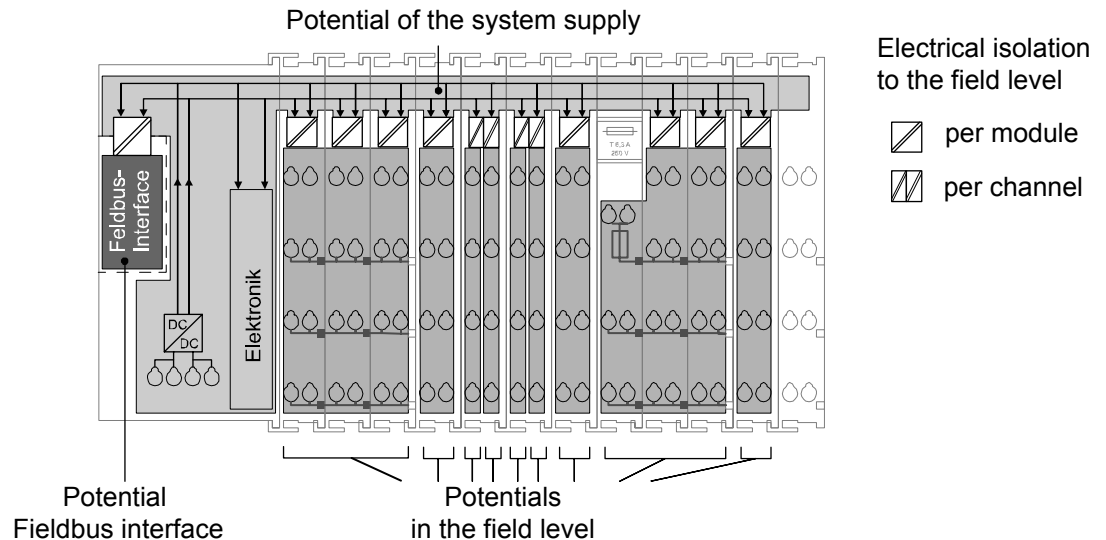 Potential of the system supply
Electrical isolation
to the field level
per module
per channel
T 6,3 A
250 V
Feldbus-
Interface
DC
DC
Elektronik
Potential
Fieldbus interface
Potentials
in the field level